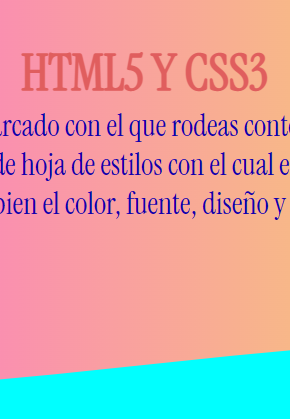 HTML5 Y CSS3
rcado con el que rodeas cont
de hoja de estilos con el cual e
bien el color, fuente, diseño y